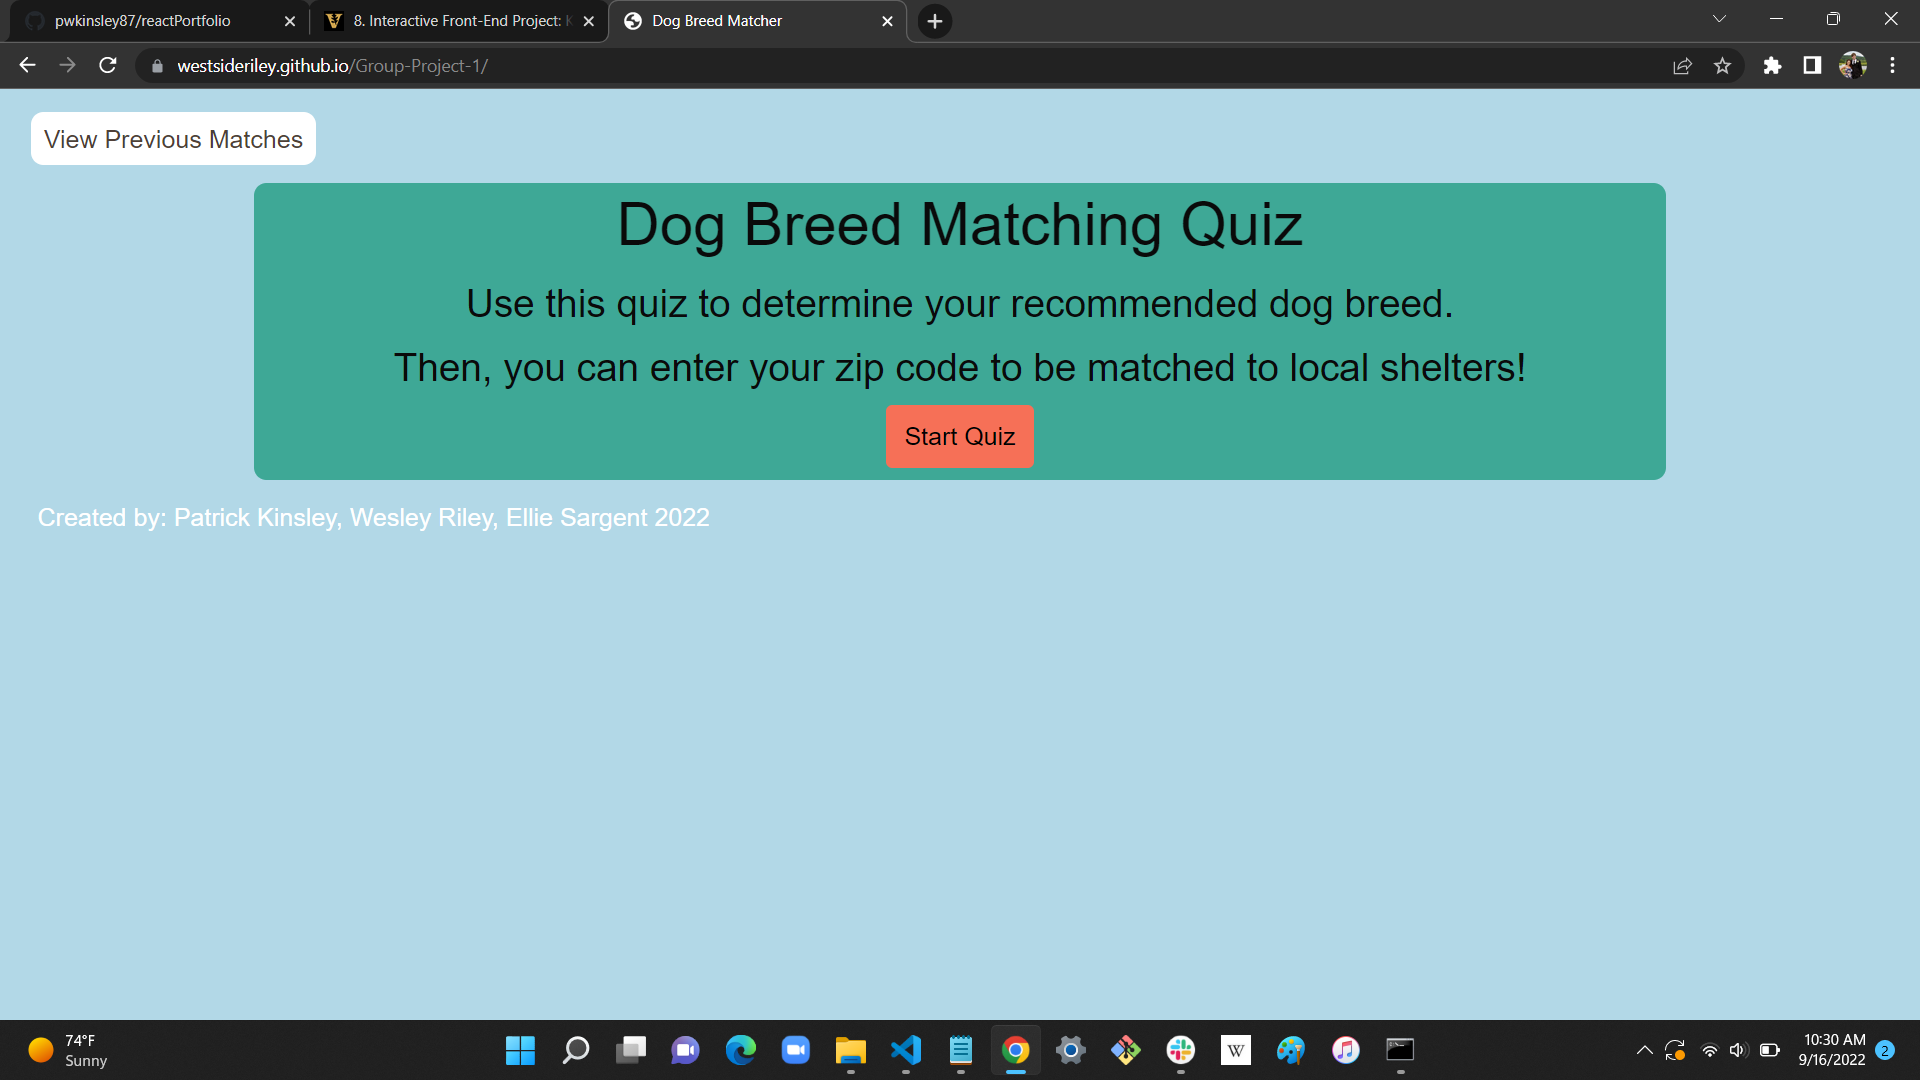 pwkinsley87/reactPortfolio
8. Interactive Front-End Project:
Dog Breed Matcher
westsideriley.github.io/Group-Project-1/
View Previous Matches
Dog Breed Matching Quiz
Use this quiz to determine your recommended dog breed.
Then, you can enter your zip code to be matched to local shelters!
Start Quiz
Created by: Patrick Kinsley, Wesley Riley, Ellie Sargent 2022
74°F
Sunny
W
10:30 AM
9/16/2022
2